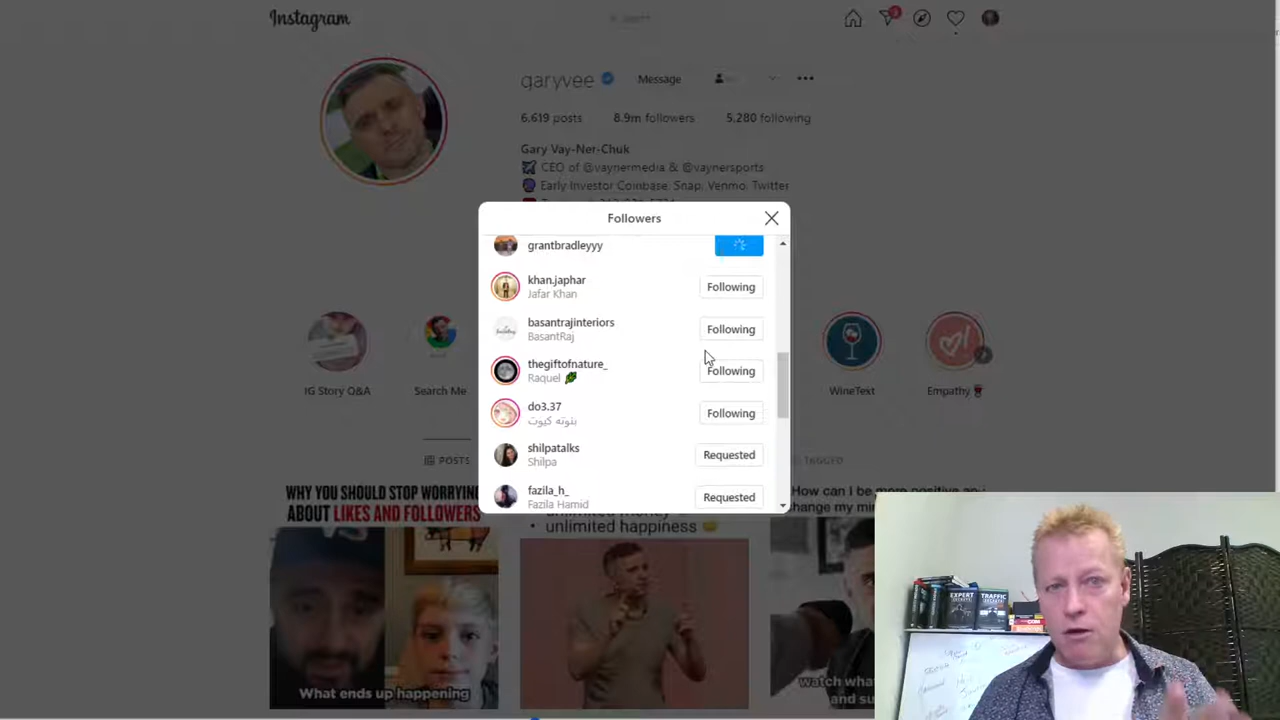 Instagram
garyvee
Message
6,619 posts
8.9m followers
5,280 following
Gary Vay-Ner-Chuk
CEO of @vaynermedia & @vaynersports
Early Investor Coinbase, Snap, Venmo, Twitter
Followers
grantbradleyyy
khan.japhar
Jafar Khan
Following
basantrajinteriors
BasantRaj
Following
thegiftofnature_
Raquel
Following
do3.37
بنوته كيوت
Following
shilpatalks
Shilpa
Requested
fazila_h_
Fazila Hamid
Requested
IG Story Q&A
Search Me
WineText
Empathy
POSTS
TAGGED
WHY YOU SHOULD STOP WORRYING
ABOUT LIKES AND FOLLOWERS
unlimited happiness
How can I be more positive and
change my
What ends up happening
watch what
EXPERT
SECRETS
TRAFFIC
SECRETS